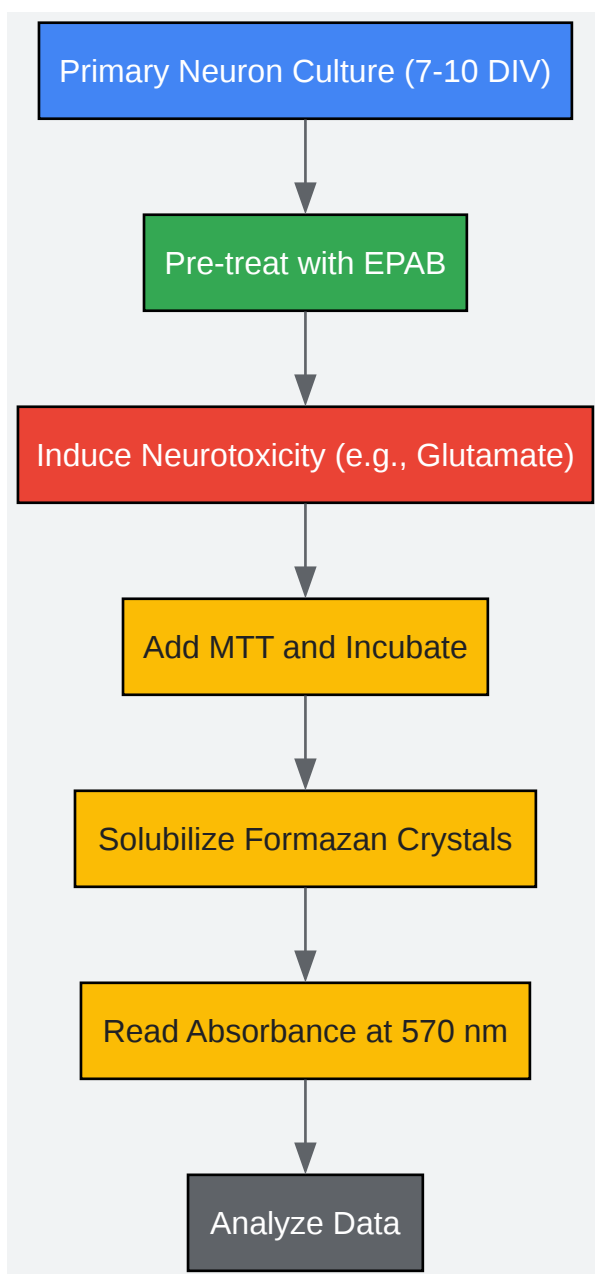 Primary Neuron Culture (7-10 DIV)
Pre-treat with EPAB
Induce Neurotoxicity (e.g., Glutamate)
Add MTT and Incubate
Solubilize Formazan Crystals
Read Absorbance at 570 nm
Analyze Data